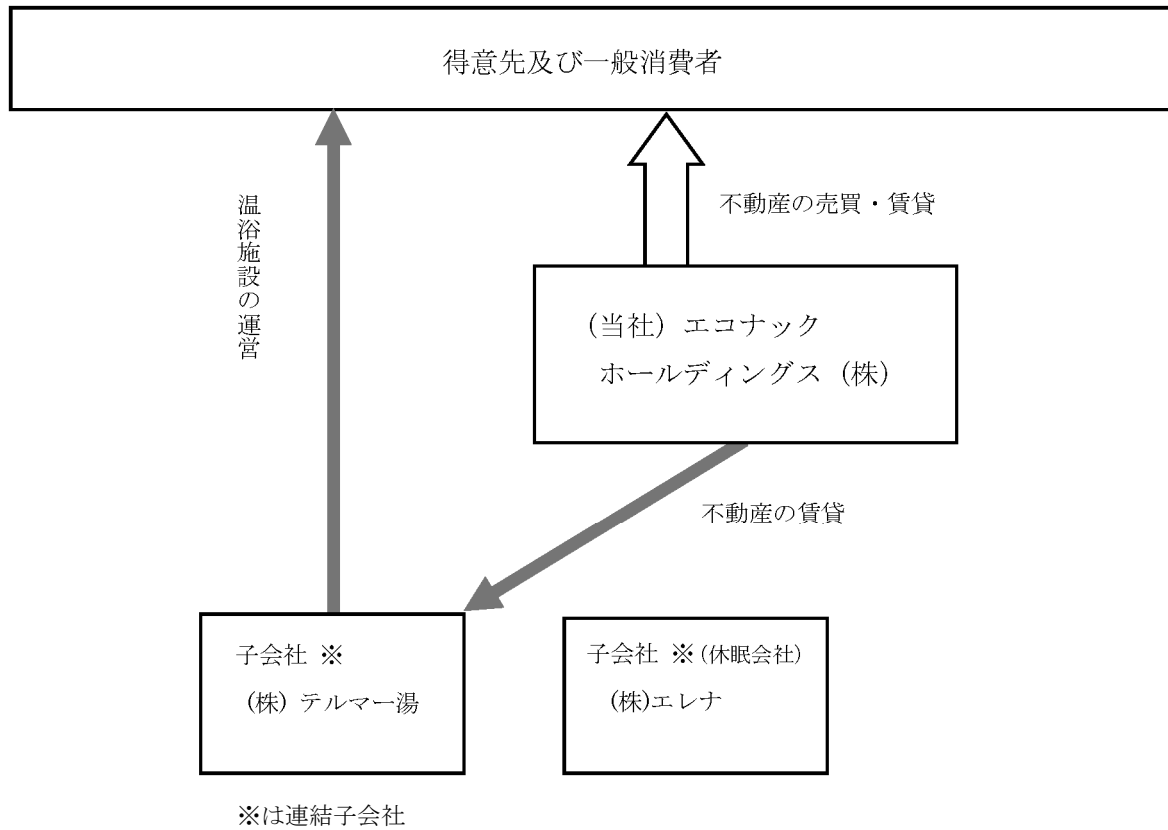 得意先及び一般消費者
温浴施設の運営
不動産の売買・賃貸
(当社) エコナック
ホールディングス (株)
不動産の賃貸
子会社 ※
(株) テルマー湯
子会社 ※ (休眠会社)
(株)エレナ
※は連結子会社